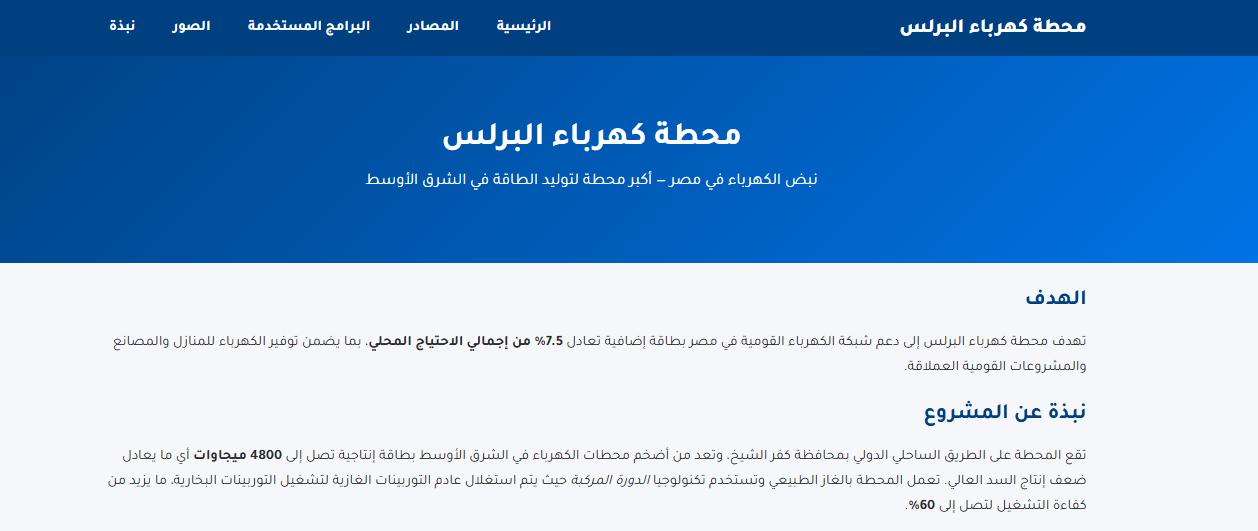 محطة كهرباء البرلس
الرئيسية المصادر البرامج المستخدمة الصور نبذة
محطة كهرباء البرلس
نبض الكهرباء في مصر – أكبر محطة لتوليد الطاقة في الشرق الأوسط
الهدف
تهدف محطة كهرباء البرلس إلى دعم شبكة الكهرباء القومية في مصر بطاقة إضافية تعادل 7.5% من إجمالي الاحتياج المحلي، بما يضمن توفير الكهرباء للمنازل والمصانع
والمشروعات القومية العملاقة.
نبذة عن المشروع
تقع المحطة على الطريق الساحلي الدولي بمحافظة كفر الشيخ، وتعد من أضخم محطات الكهرباء في الشرق الأوسط بطاقة إنتاجية تصل إلى 4800 ميجاوات أي ما يعادل
ضعف إنتاج السد العالي. تعمل المحطة بالغاز الطبيعي وتستخدم تكنولوجيا الدورة المركبة حيث يتم استغلال عادم التوربينات الغازية لتشغيل التوربينات البخارية، ما يزيد من
كفاءة التشغيل لتصل إلى 60%.